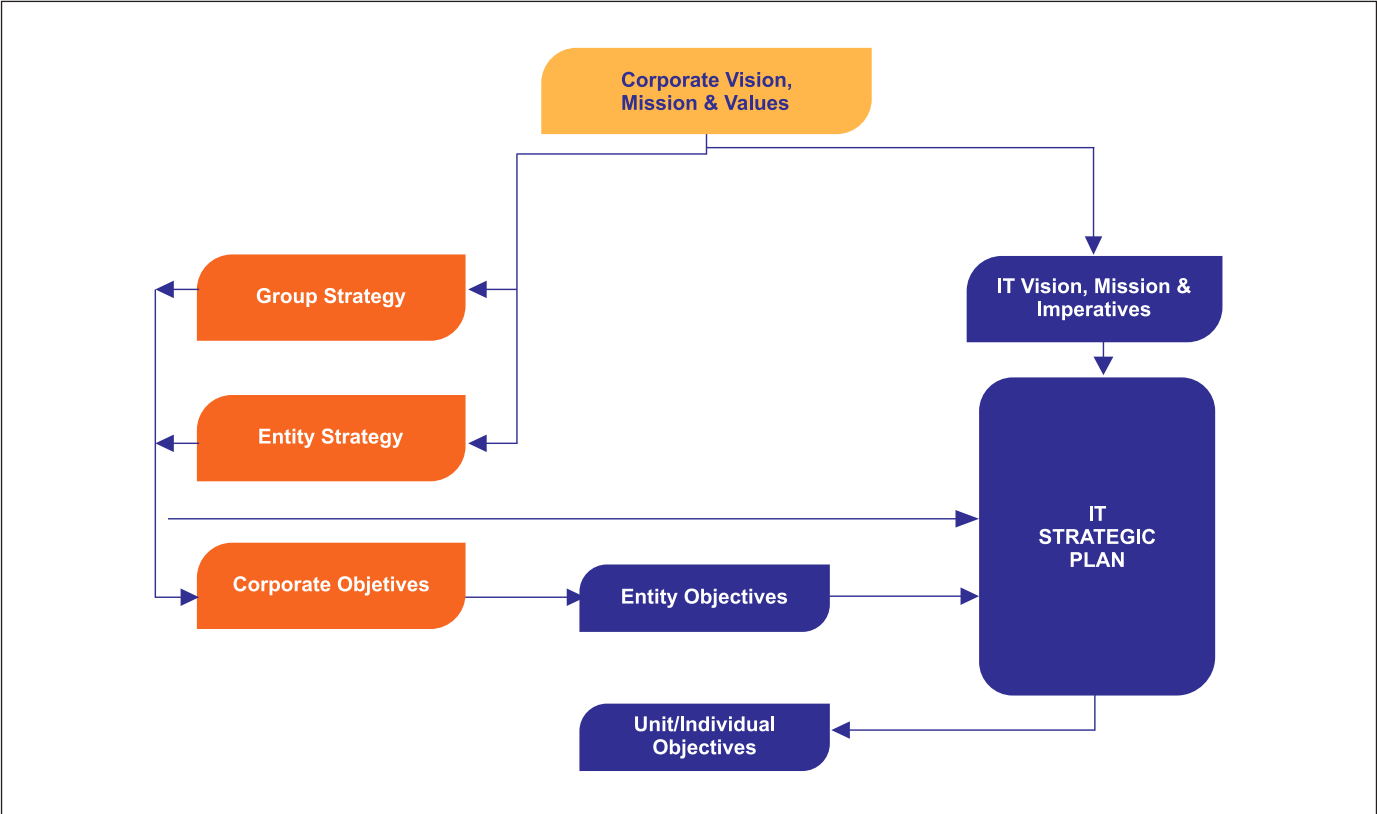 Corporate Vision,
Mission & Values
Group Strategy
IT Vision, Mission &
Imperatives
Entity Strategy
IT
STRATEGIC
PLAN
Corporate Objetives
Entity Objectives
Unit/Individual
Objectives